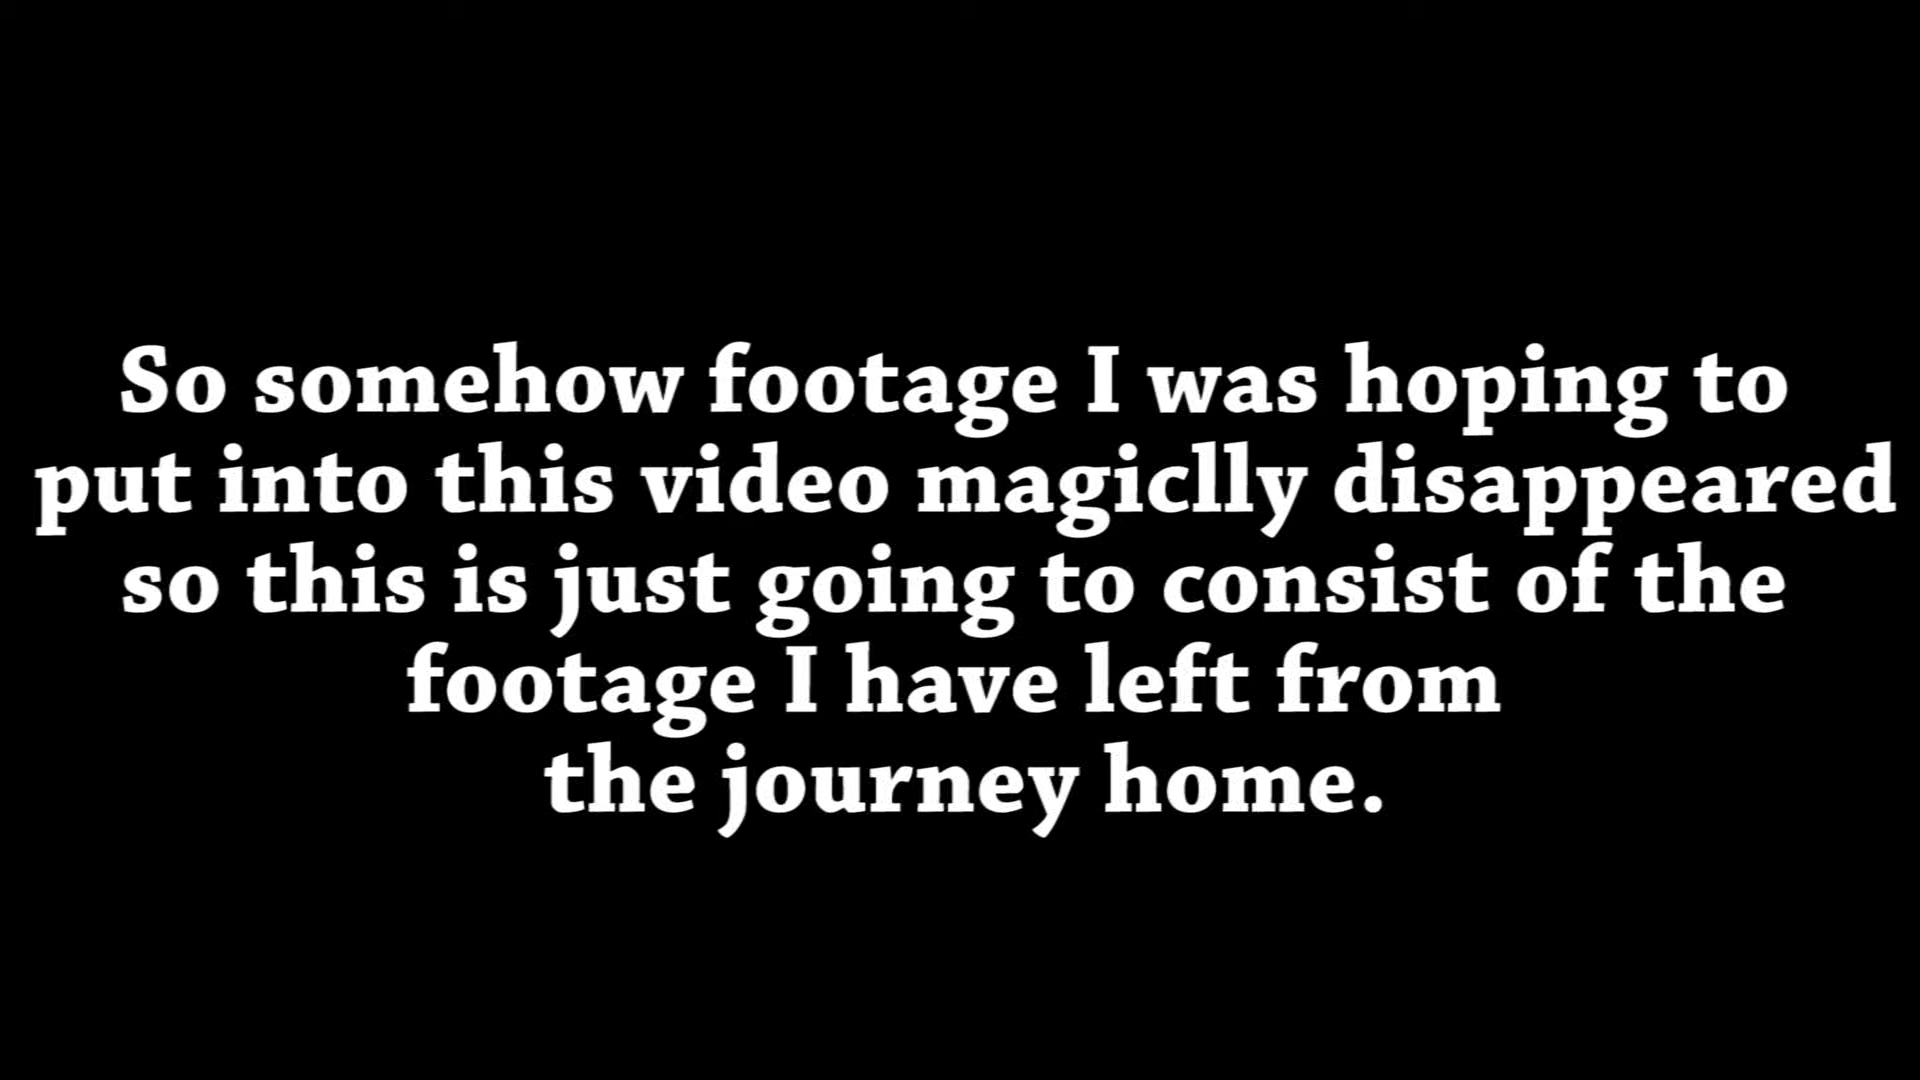 So somehow footage I was hoping to
put into this video magiclly disappeared
so this is just going to consist of the
footage I have left from
the journey home.